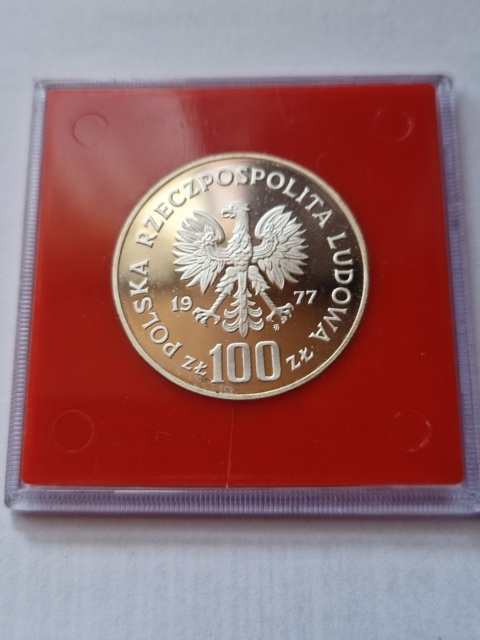 POLSKA RZECZPOSPOLITA LUDOWA
19 77
ZŁ 100 ZŁ